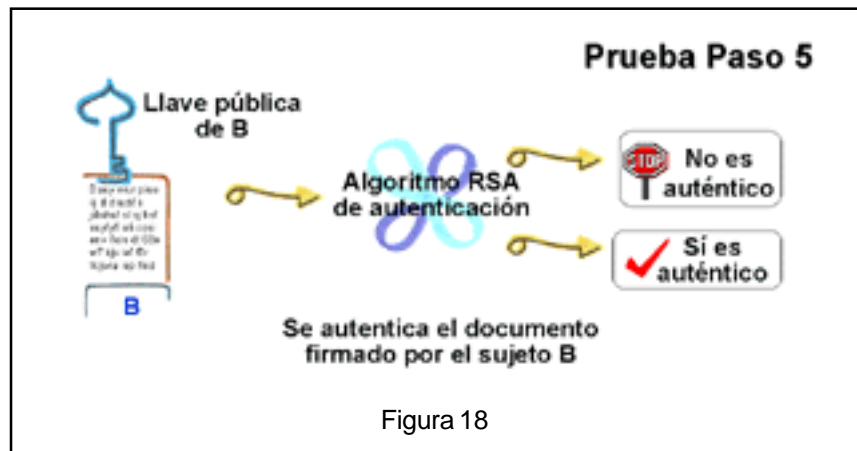 Prueba Paso 5
Llave pública
de B
Algoritmo RSA
de autenticación
No es
auténtico
STOP
Sí es
auténtico
B
Se autentica el documento
firmado por el sujeto B
Figura 18